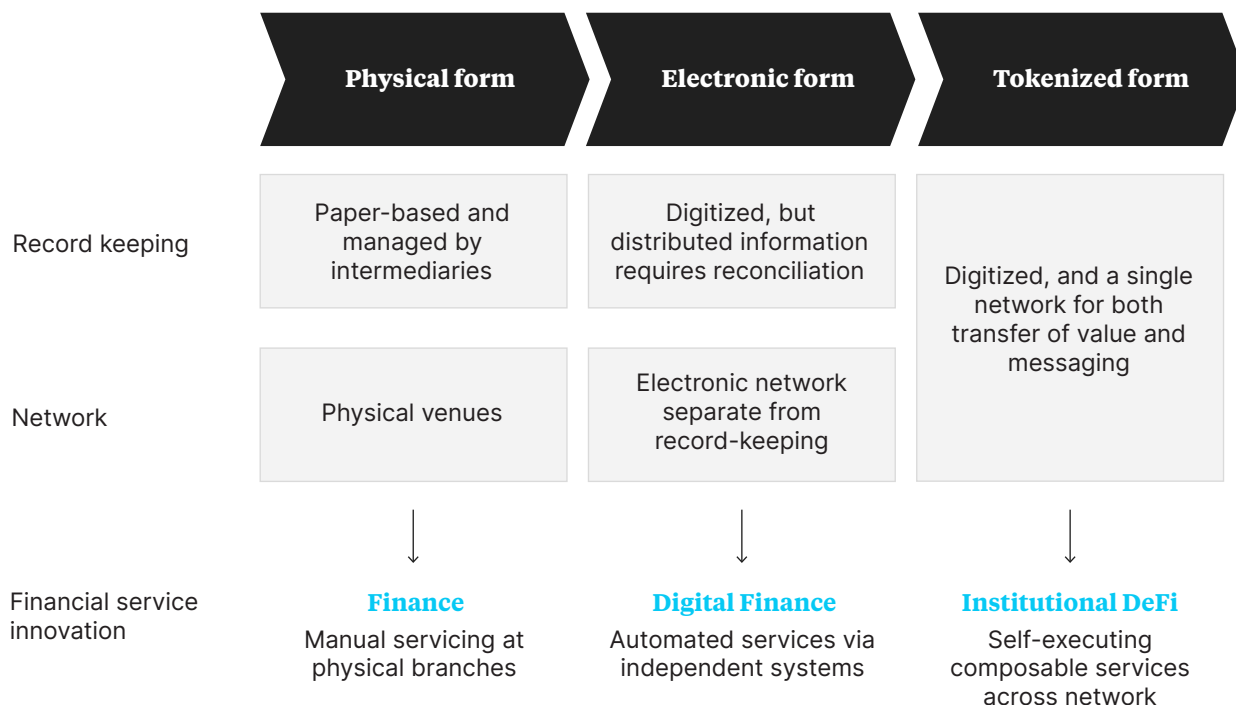 Physical form
Electronic form
Tokenized form
Record keeping
Paper-based and
managed by
intermediaries
Digitized, but
distributed information
requires reconciliation
Digitized, and a single
network for both
transfer of value and
messaging
Network
Physical venues
Electronic network
separate from
record-keeping
Financial service
innovation
Finance
Manual servicing at
physical branches
Digital Finance
Automated services via
independent systems
Institutional DeFi
Self-executing
composable services
across network